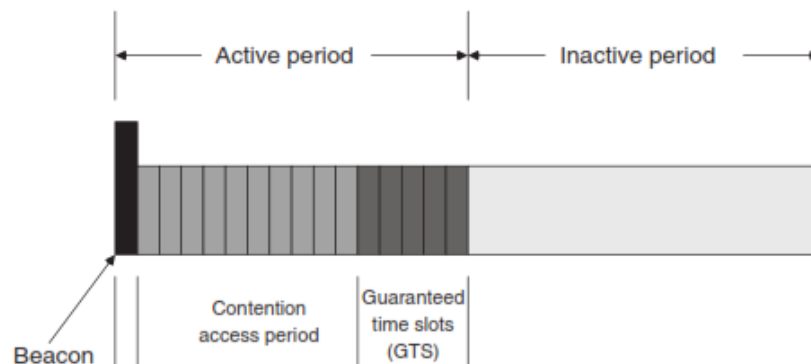 Active period
Inactive period
Contention
access period
Guaranteed
time slots
(GTS)
Beacon